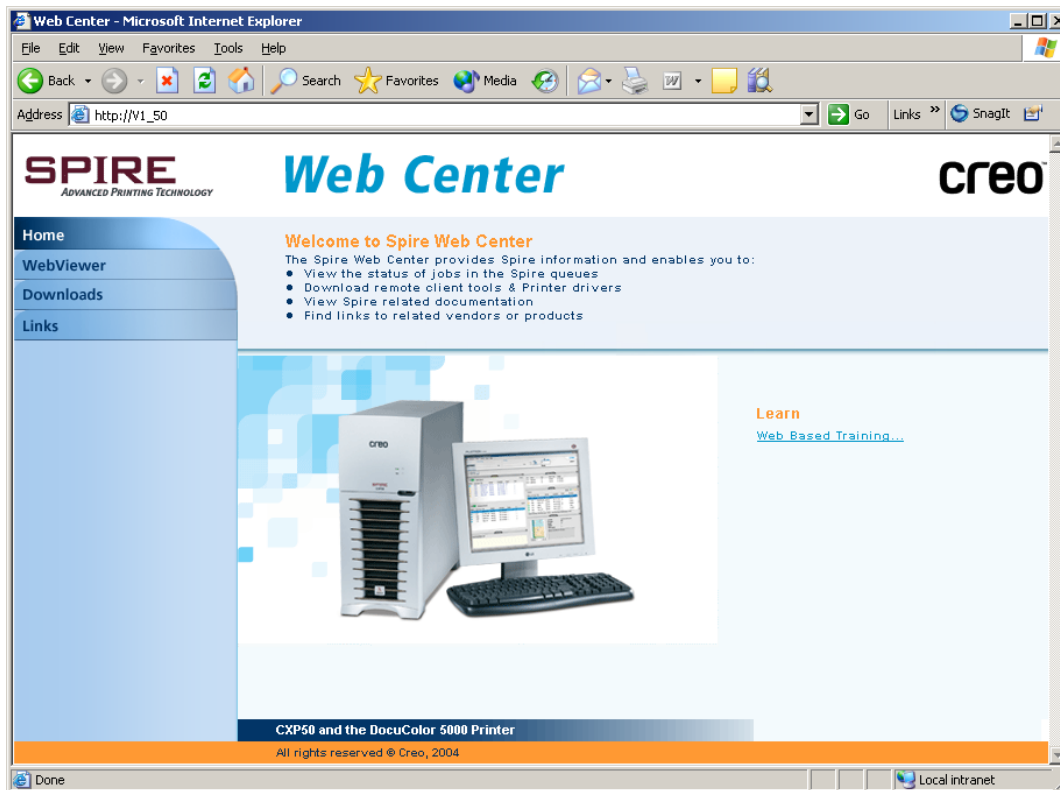 Web Center - Microsoft Internet Explorer
File Edit View Favorites Tools Help
Back Search Favorites Media
Address http://V1_50 Go Links » SnagIt
SPIRE
ADVANCED PRINTING TECHNOLOGY
Web Center
creo
Home
WebViewer
Downloads
Links
Welcome to Spire Web Center
The Spire Web Center provides Spire information and enables you to:
● View the status of jobs in the Spire queues
● Download remote client tools & Printer drivers
● View Spire related documentation
● Find links to related vendors or products
creo
Learn
Web Based Training...
CXP50 and the DocuColor 5000 Printer
All rights reserved © Creo, 2004
Done Local intranet